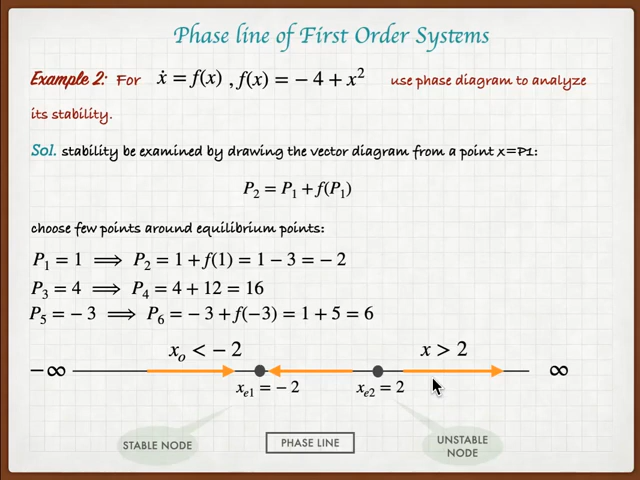 Phase line of First Order Systems
Example 2: For ẋ = f(x) , f(x) = − 4 + x² use phase diagram to analyze
its stability.
Sol. stability be examined by drawing the vector diagram from a point x=P1:
P₂ = P₁ + f(P₁)
choose few points around equilibrium points:
P₁ = 1 ⟹ P₂ = 1 + f(1) = 1 − 3 = − 2
P₃ = 4 ⟹ P₄ = 4 + 12 = 16
P₅ = − 3 ⟹ P₆ = − 3 + f(−3) = 1 + 5 = 6
xₒ < − 2 x > 2
−∞ ∞
xₑ₁ = − 2 xₑ₂ = 2
STABLE NODE PHASE LINE UNSTABLE
NODE